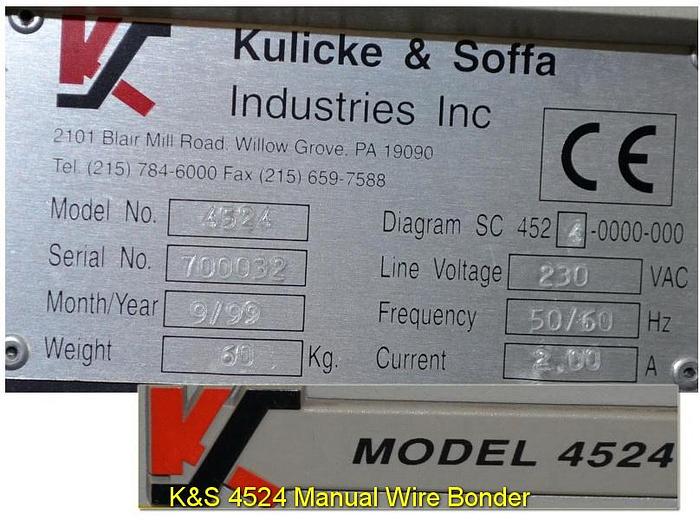 Kulicke & Soffa
Industries Inc
2101 Blair Mill Road, Willow Grove, PA 19090
Tel. (215) 784-6000 Fax (215) 659-7588
CE
Model No. 4524
Diagram SC 452 4 -0000-000
Serial No. 700032
Line Voltage 230 VAC
Month/Year 9/99
Frequency 50/60 Hz
Weight 60 Kg.
Current 2.00 A
MODEL 4524
K&S 4524 Manual Wire Bonder